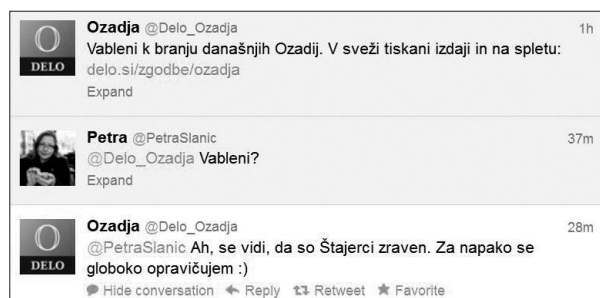 Ozadja @Delo_Ozadja 1h
Vableni k branju današnjih Ozadij. V sveži tiskani izdaji in na spletu:
delo.si/zgodbe/ozadja
Expand
O
DELO
Petra @PetraSlanic 37m
@Delo_Ozadja Vableni?
Expand
Ozadja @Delo_Ozadja 28m
@PetraSlanic Ah, se vidi, da so Štajerci zraven. Za napako se
globoko opravičujem :)
O
DELO
Hide conversation Reply Retweet Favorite